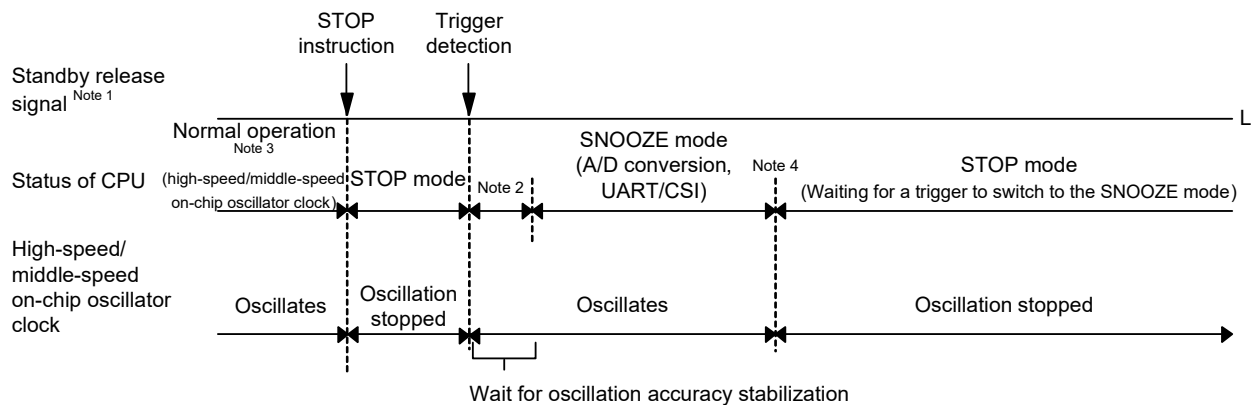 STOP
instruction
Trigger
detection
Standby release
signal Note 1
L
Normal operation
Note 3
(high-speed/middle-speed
on-chip oscillator clock)
Status of CPU
STOP mode
Note 2
SNOOZE mode
(A/D conversion,
UART/CSI)
Note 4
STOP mode
(Waiting for a trigger to switch to the SNOOZE mode)
High-speed/
middle-speed
on-chip oscillator
clock
Oscillates
Oscillation
stopped
Oscillates
Oscillation stopped
Wait for oscillation accuracy stabilization